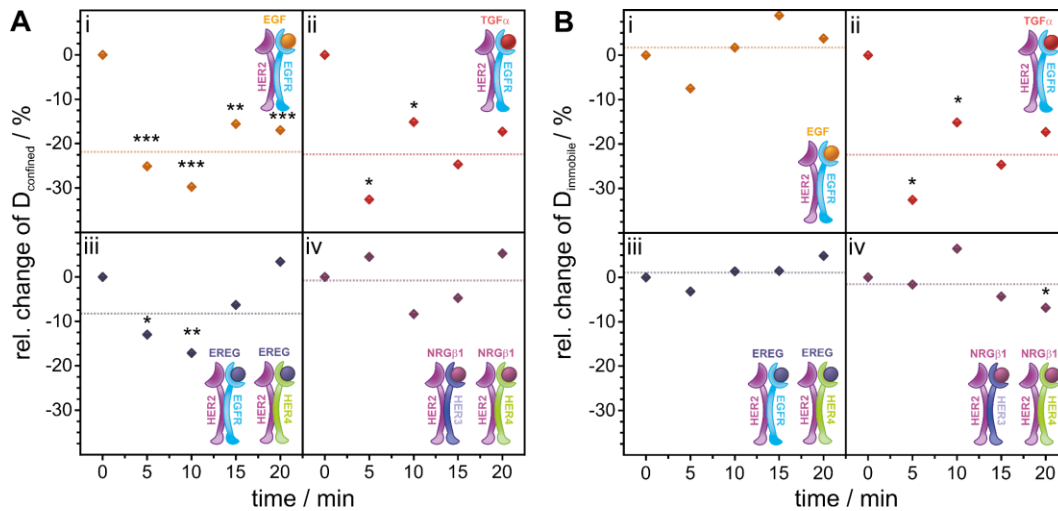 A
B
rel. change of D confined / %
i
EGF
HER2
EGFR
***
***
**
***
ii
TGFα
HER2
EGFR
*
*
iii
*
**
EREG
EREG
HER2
EGFR
HER2
HER4
iv
NRGβ1
NRGβ1
HER2
HER3
HER2
HER4
0
-10
-20
-30
0
-10
-20
-30
0 5 10 15 20
0 5 10 15 20
time / min
rel. change of D immobile / %
i
EGF
HER2
EGFR
ii
TGFα
HER2
EGFR
*
*
iii
EREG
EREG
HER2
EGFR
HER2
HER4
iv
*
NRGβ1
NRGβ1
HER2
HER3
HER2
HER4
0
-10
-20
-30
0
-10
-20
-30
0 5 10 15 20
0 5 10 15 20
time / min